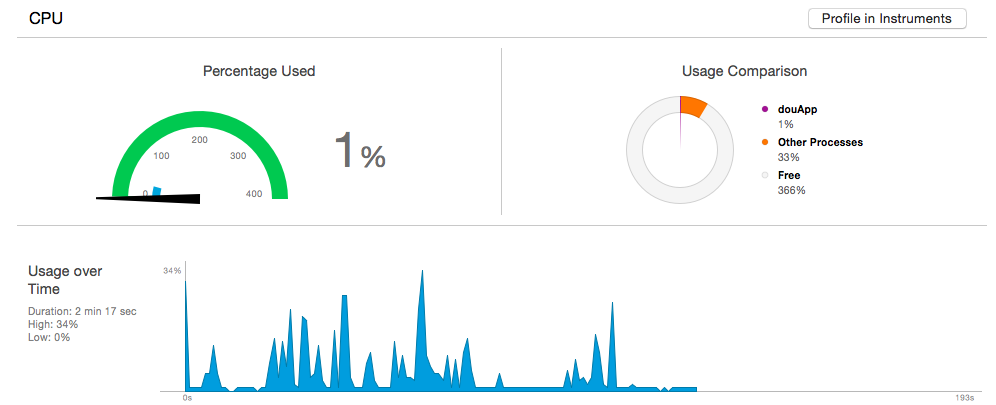 CPU
Profile in Instruments
Percentage Used
0
100
200
300
400
1%
Usage Comparison
douApp
1%
Other Processes
33%
Free
366%
Usage over
Time
Duration: 2 min 17 sec
High: 34%
Low: 0%
34%
0s
193s